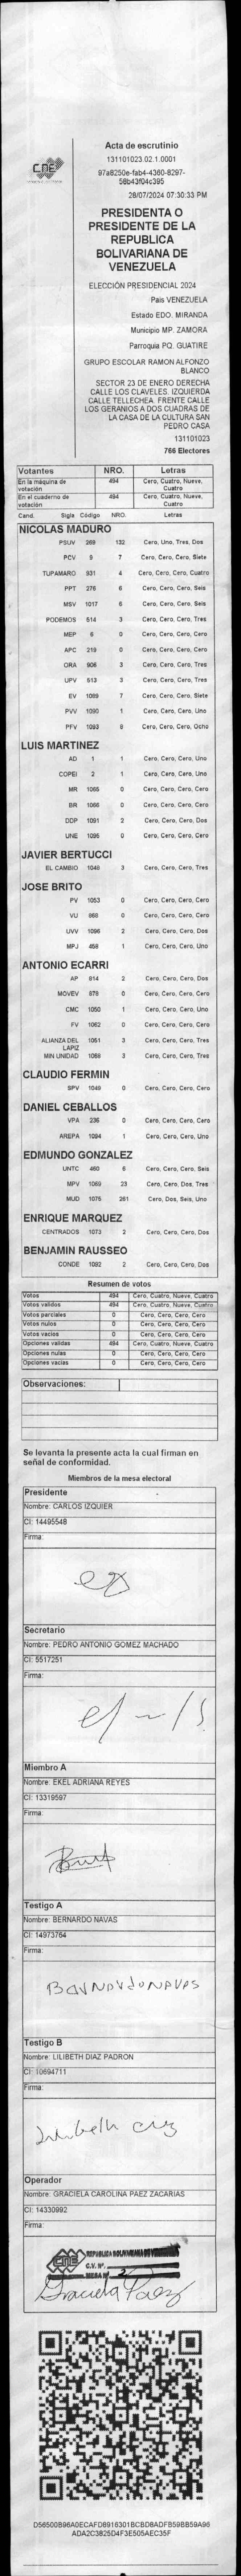 CNE
Acta de escrutinio
131101023.02.1.0001
97a8250e-fab4-4360-8297-
58b43f04c395
28/07/2024 07:30:33 PM
PRESIDENTA O
PRESIDENTE DE LA
REPUBLICA
BOLIVARIANA DE
VENEZUELA
ELECCIÓN PRESIDENCIAL 2024
Pais VENEZUELA
Estado EDO. MIRANDA
Municipio MP. ZAMORA
Parroquia PQ. GUATIRE
GRUPO ESCOLAR RAMON ALFONZO
BLANCO
SECTOR 23 DE ENERO DERECHA
CALLE LOS CLAVELES. IZQUIERDA
CALLE TELLECHEA. FRENTE CALLE
LOS GERANIOS A DOS CUADRAS DE
LA CASA DE LA CULTURA SAN
PEDRO CASA
131101023
766 Electores
Votantes NRO. Letras
En la máquina de votación 494 Cero, Cuatro, Nueve, Cuatro
En el cuaderno de votación 494 Cero, Cuatro, Nueve, Cuatro
Cand. Sigla Código NRO. Letras
NICOLAS MADURO
PSUV 269 132 Cero, Uno, Tres, Dos
PCV 9 7 Cero, Cero, Cero, Siete
TUPAMARO 931 4 Cero, Cero, Cero, Cuatro
PPT 276 6 Cero, Cero, Cero, Seis
MSV 1017 6 Cero, Cero, Cero, Seis
PODEMOS 514 3 Cero, Cero, Cero, Tres
MEP 6 0 Cero, Cero, Cero, Cero
APC 219 0 Cero, Cero, Cero, Cero
ORA 906 3 Cero, Cero, Cero, Tres
UPV 513 3 Cero, Cero, Cero, Tres
EV 1089 7 Cero, Cero, Cero, Siete
PVV 1090 1 Cero, Cero, Cero, Uno
PFV 1093 8 Cero, Cero, Cero, Ocho
LUIS MARTINEZ
AD 1 1 Cero, Cero, Cero, Uno
COPEI 2 1 Cero, Cero, Cero, Uno
MR 1065 0 Cero, Cero, Cero, Cero
BR 1066 0 Cero, Cero, Cero, Cero
DDP 1091 2 Cero, Cero, Cero, Dos
UNE 1095 0 Cero, Cero, Cero, Cero
JAVIER BERTUCCI
EL CAMBIO 1048 3 Cero, Cero, Cero, Tres
JOSE BRITO
PV 1053 0 Cero, Cero, Cero, Cero
VU 868 0 Cero, Cero, Cero, Cero
UVV 1096 2 Cero, Cero, Cero, Dos
MPJ 458 1 Cero, Cero, Cero, Uno
ANTONIO ECARRI
AP 814 2 Cero, Cero, Cero, Dos
MOVEV 979 0 Cero, Cero, Cero, Cero
CMC 1050 1 Cero, Cero, Cero, Uno
FV 1062 0 Cero, Cero, Cero, Cero
ALIANZA DEL LAPIZ 1051 3 Cero, Cero, Cero, Tres
MIN UNIDAD 1088 3 Cero, Cero, Cero, Tres
CLAUDIO FERMIN
SPV 1049 0 Cero, Cero, Cero, Cero
DANIEL CEBALLOS
VPA 236 0 Cero, Cero, Cero, Cero
AREPA 1094 1 Cero, Cero, Cero, Uno
EDMUNDO GONZALEZ
UNTC 460 6 Cero, Cero, Cero, Seis
MPV 1069 23 Cero, Cero, Dos, Tres
MUD 1075 261 Cero, Dos, Seis, Uno
ENRIQUE MARQUEZ
CENTRADOS 1073 2 Cero, Cero, Cero, Dos
BENJAMIN RAUSSEO
CONDE 1092 2 Cero, Cero, Cero, Dos
Resumen de votos
Votos 494 Cero, Cuatro, Nueve, Cuatro
Votos validos 494 Cero, Cuatro, Nueve, Cuatro
Votos parciales 0 Cero, Cero, Cero, Cero
Votos nulos 0 Cero, Cero, Cero, Cero
Votos vacios 0 Cero, Cero, Cero, Cero
Opciones validas 494 Cero, Cuatro, Nueve, Cuatro
Opciones nulas 0 Cero, Cero, Cero, Cero
Opciones vacias 0 Cero, Cero, Cero, Cero
Observaciones:
Se levanta la presente acta la cual firman en
señal de conformidad.
Miembros de la mesa electoral
Presidente
Nombre: CARLOS IZQUIER
CI: 14495548
Firma:
Secretario
Nombre: PEDRO ANTONIO GOMEZ MACHADO
CI: 5517251
Firma:
Miembro A
Nombre: EKEL ADRIANA REYES
CI: 13319597
Firma:
Testigo A
Nombre: BERNARDO NAVAS
CI: 14973764
Firma:
Testigo B
Nombre: LILIBETH DIAZ PADRON
CI: 10694711
Firma:
Operador
Nombre: GRACIELA CAROLINA PAEZ ZACARIAS
CI: 14330992
Firma:
CNE REPUBLICA BOLIVARIANA DE VENEZUELA
C.V. Nº.
MESA Nº 2
Graciela Paez
D56500B96A0ECAFD8916301BCBD8ADFB59BB59A96
ADA2C3825D4F3E505AEC35F